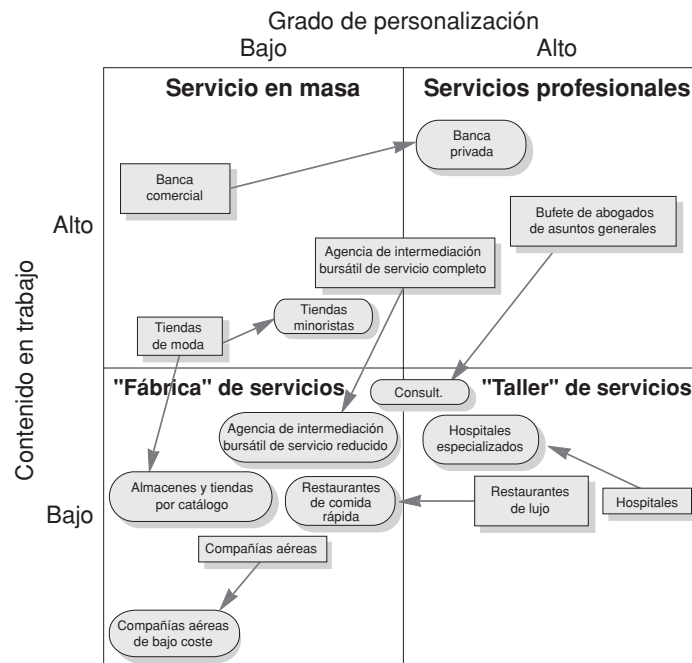 Grado de personalización
Bajo
Alto
Servicio en masa
Servicios profesionales
Banca
privada
Banca
comercial
Bufete de abogados
de asuntos generales
Alto
Agencia de intermediación
bursátil de servicio completo
Tiendas
minoristas
Tiendas
de moda
Contenido en trabajo
"Fábrica" de servicios
Consult.
"Taller" de servicios
Agencia de intermediación
bursátil de servicio reducido
Hospitales
especializados
Almacenes y tiendas
por catálogo
Restaurantes
de comida
rápida
Restaurantes
de lujo
Hospitales
Bajo
Compañías aéreas
Compañías aéreas
de bajo coste